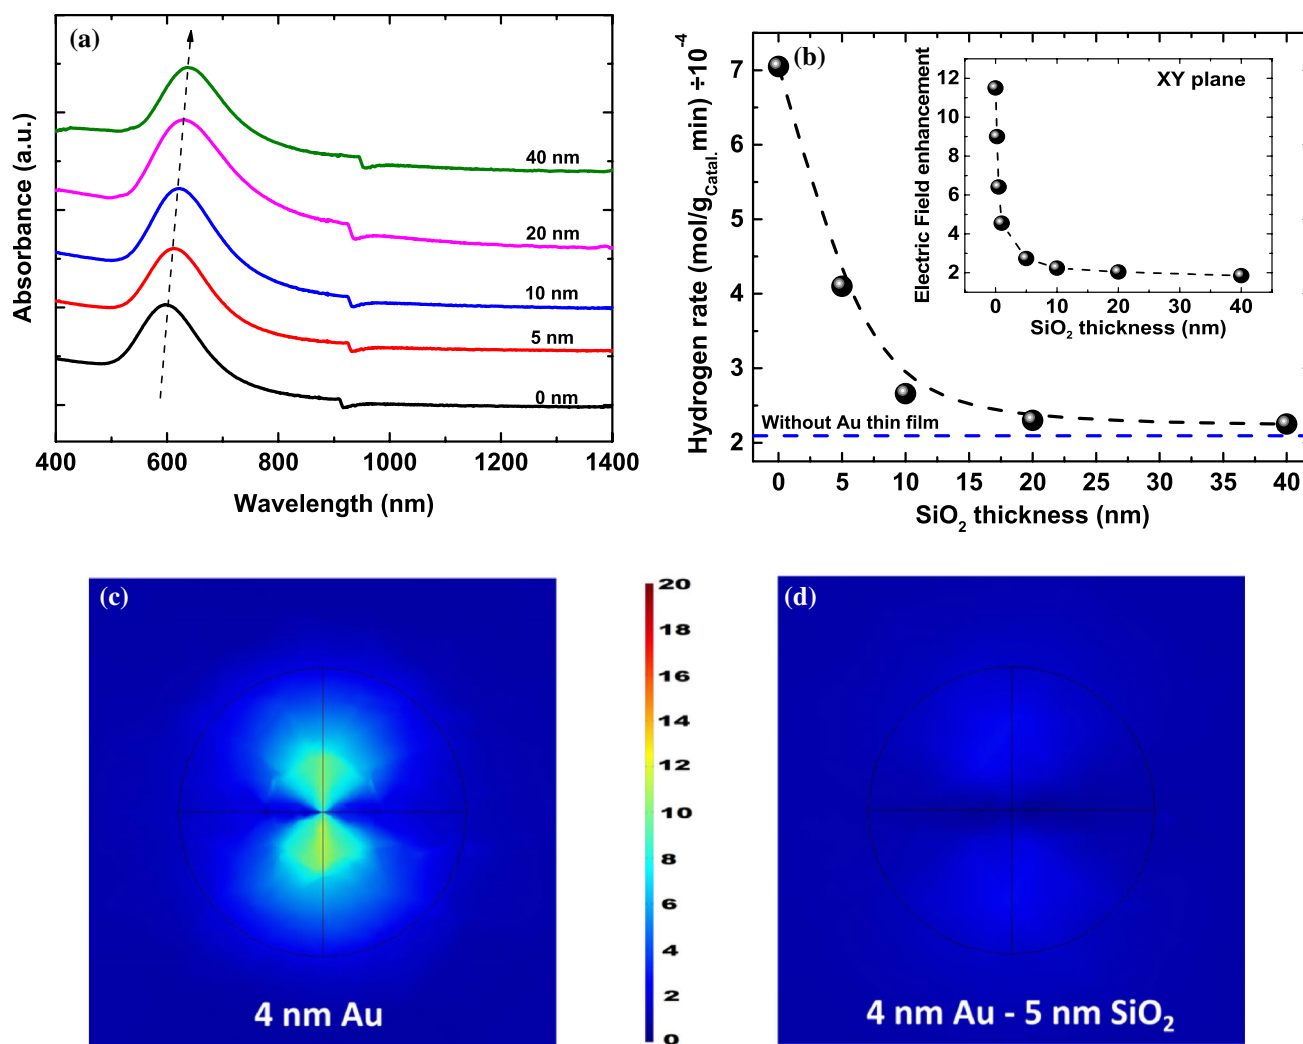 (a)
Absorbance (a.u.)
40 nm
20 nm
10 nm
5 nm
0 nm
400 600 800 1000 1200 1400
Wavelength (nm)
(b)
Hydrogen rate (mol/g_Catal. min) ÷10⁻⁴
7
6
5
4
3
2
Without Au thin film
0 5 10 15 20 25 30 35 40
SiO₂ thickness (nm)
XY plane
Electric Field enhancement
12
10
8
6
4
2
0 10 20 30 40
SiO₂ thickness (nm)
(c)
4 nm Au
20
18
16
14
12
10
8
6
4
2
0
(d)
4 nm Au - 5 nm SiO₂